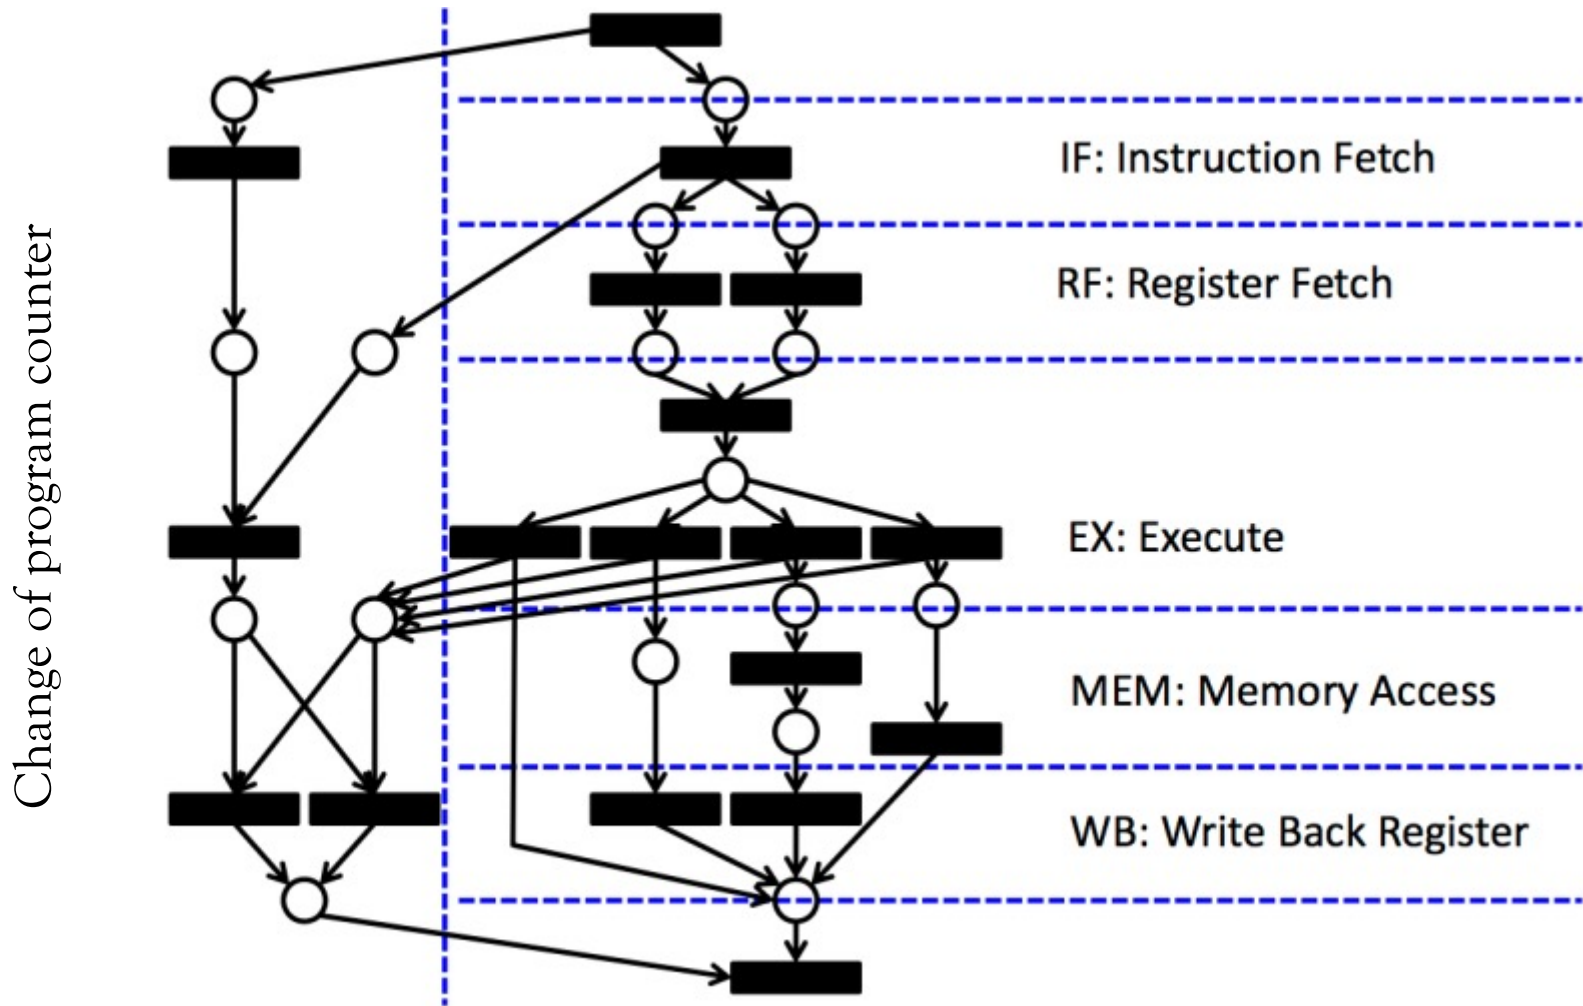 Change of program counter
IF: Instruction Fetch
RF: Register Fetch
EX: Execute
MEM: Memory Access
WB: Write Back Register